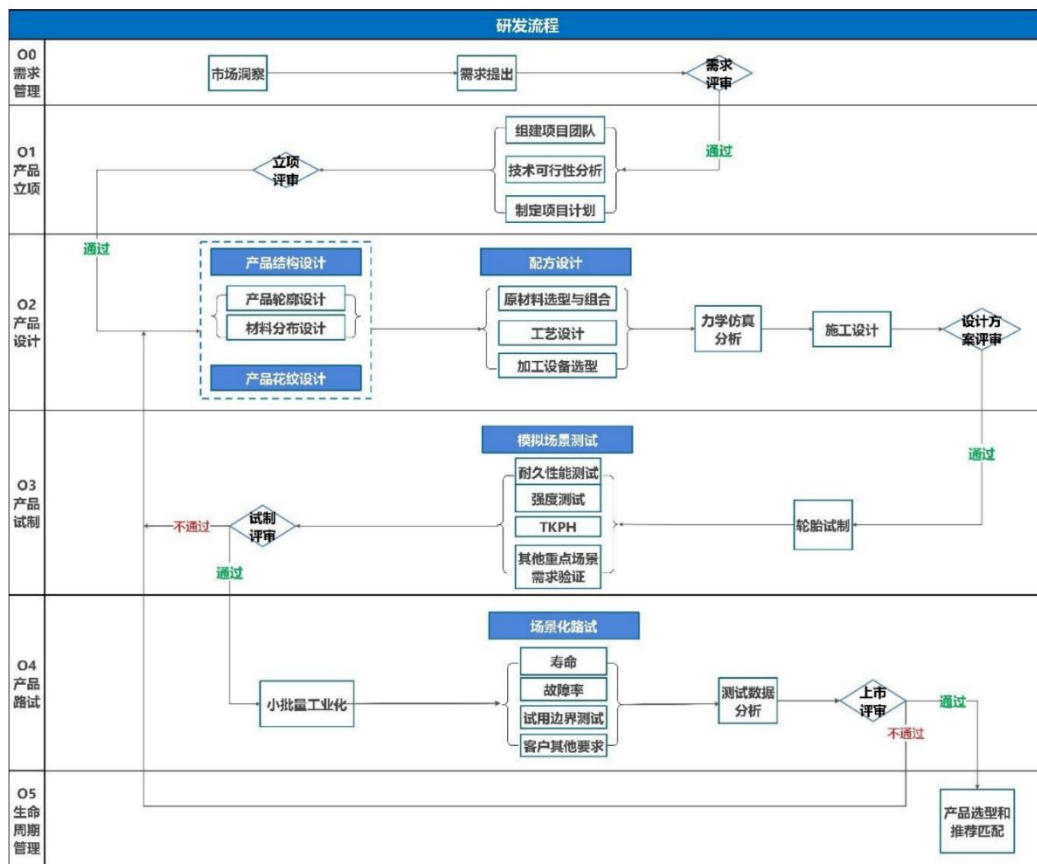 研发流程
O0
需求
管理
市场洞察
需求提出
需求
评审
通过
O1
产品
立项
组建项目团队
技术可行性分析
制定项目计划
立项
评审
通过
O2
产品
设计
产品结构设计
产品轮廓设计
材料分布设计
产品花纹设计
配方设计
原材料选型与组合
工艺设计
加工设备选型
力学仿真
分析
施工设计
设计方
案评审
通过
O3
产品
试制
轮胎试制
模拟场景测试
耐久性能测试
强度测试
TKPH
其他重点场景
需求验证
试制
评审
不通过
通过
O4
产品
路试
小批量工业化
场景化路试
寿命
故障率
试用边界测试
客户其他要求
测试数据
分析
上市
评审
通过
不通过
O5
生命
周期
管理
产品选型和
推荐匹配